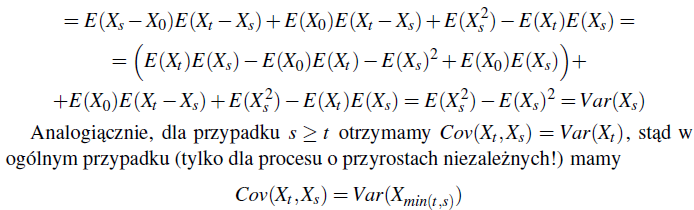 = E(X_s − X_0)E(X_t − X_s) + E(X_0)E(X_t − X_s) + E(X_s^2) − E(X_t)E(X_s) =
= (E(X_t)E(X_s) − E(X_0)E(X_t) − E(X_s)^2 + E(X_0)E(X_s)) +
+E(X_0)E(X_t − X_s) + E(X_s^2) − E(X_t)E(X_s) = E(X_s^2) − E(X_s)^2 = Var(X_s)
Analogiącznie, dla przypadku s ≥ t otrzymamy Cov(X_t, X_s) = Var(X_t), stąd w
ogólnym przypadku (tylko dla procesu o przyrostach niezależnych!) mamy
Cov(X_t, X_s) = Var(X_{min(t,s)})